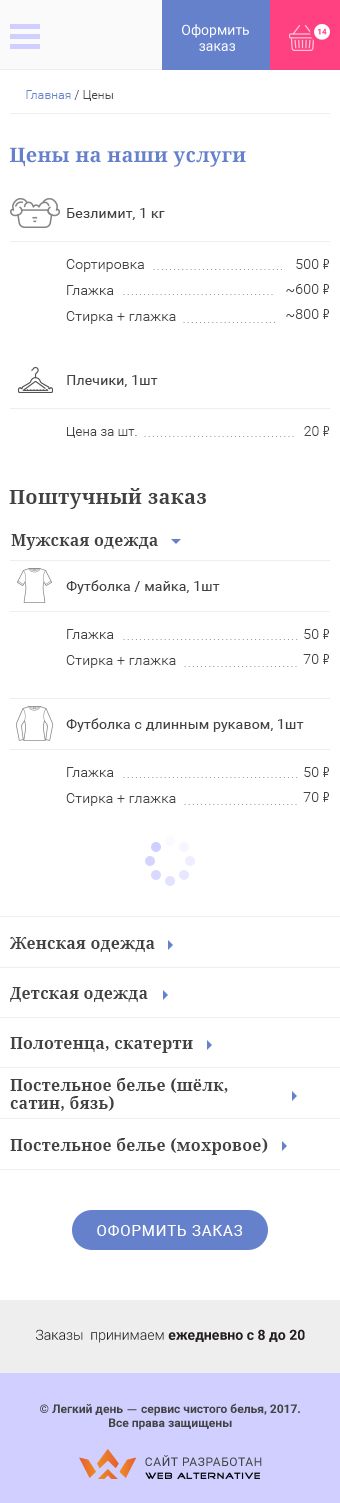 Оформить
заказ
14
Главная / Цены
Цены на наши услуги
Безлимит, 1 кг
Сортировка 500 ₽
Глажка ~600 ₽
Стирка + глажка ~800 ₽
Плечики, 1шт
Цена за шт. 20 ₽
Поштучный заказ
Мужская одежда
Футболка / майка, 1шт
Глажка 50 ₽
Стирка + глажка 70 ₽
Футболка с длинным рукавом, 1шт
Глажка 50 ₽
Стирка + глажка 70 ₽
Женская одежда
Детская одежда
Полотенца, скатерти
Постельное белье (шёлк,
сатин, бязь)
Постельное белье (мохровое)
ОФОРМИТЬ ЗАКАЗ
Заказы принимаем ежедневно с 8 до 20
© Легкий день — сервис чистого белья, 2017.
Все права защищены
САЙТ РАЗРАБОТАН
WEB ALTERNATIVE